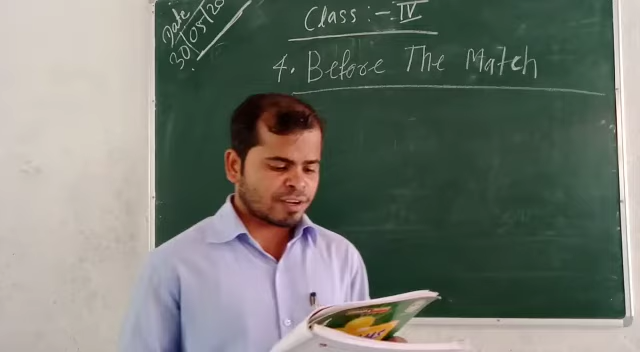 Date
30/05/20
Class :- IV
4. Before The Match